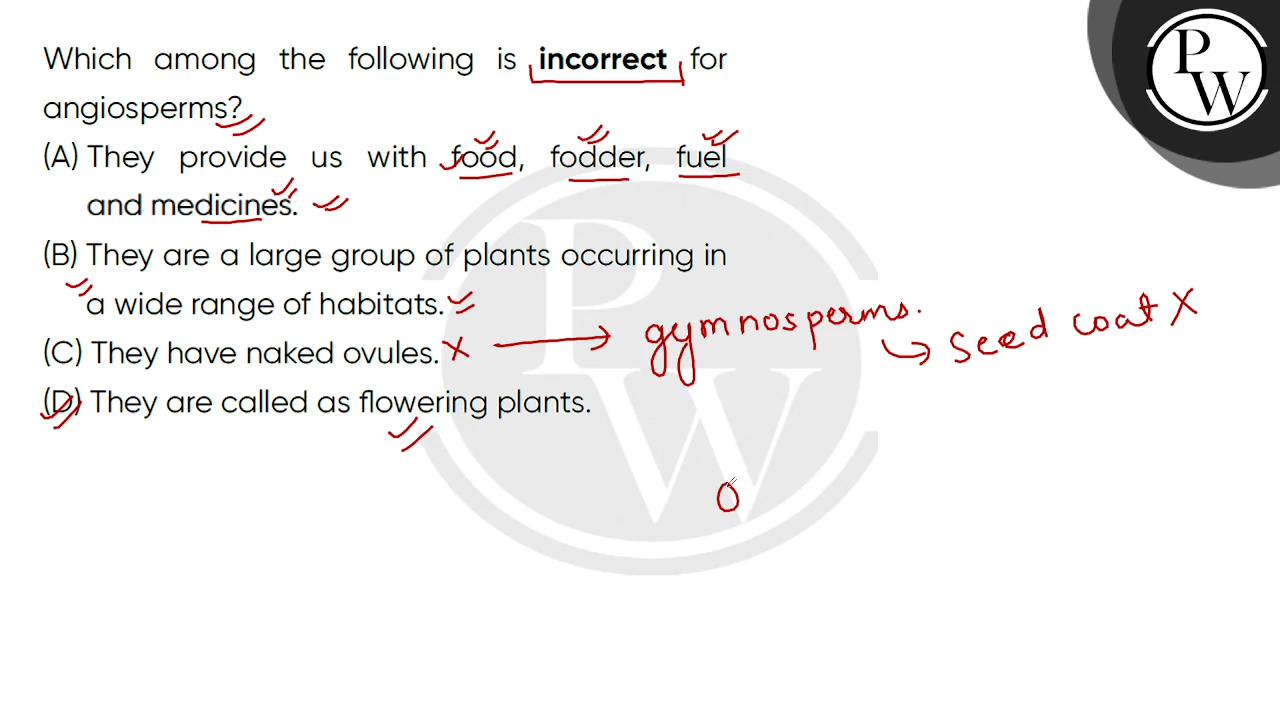 Which among the following is incorrect for
angiosperms?
(A) They provide us with food, fodder, fuel
and medicines.
(B) They are a large group of plants occurring in
a wide range of habitats.
(C) They have naked ovules. x → gymnosperms.
↳ Seed coat X
(D) They are called as flowering plants.
O
P
W
P
W